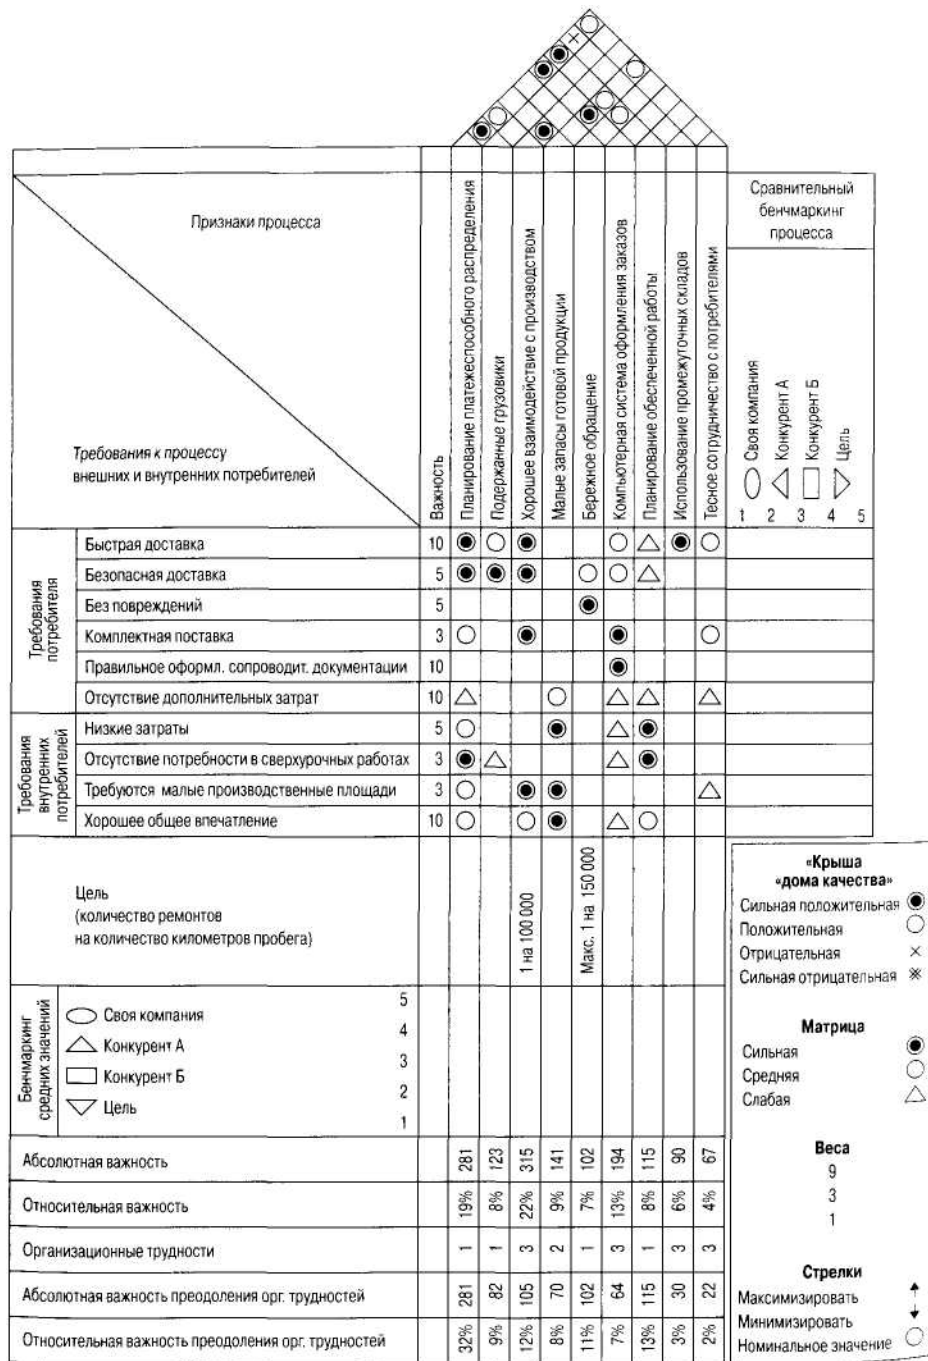 Признаки процесса
Требования к процессу
внешних и внутренних потребителей
Важность
Планирование платежеспособного распределения
Подержанные грузовики
Хорошее взаимодействие с производством
Малые запасы готовой продукции
Бережное обращение
Компьютерная система оформления заказов
Планирование обеспеченной работы
Использование промежуточных складов
Тесное сотрудничество с потребителями
Сравнительный
бенчмаркинг
процесса
Своя компания
Конкурент А
Конкурент Б
Цель
1 2 3 4 5
Требования
потребителя
Быстрая доставка 10
Безопасная доставка 5
Без повреждений 5
Комплектная поставка 3
Правильное оформл. сопроводит. документации 10
Отсутствие дополнительных затрат 10
Требования
внутренних
потребителей
Низкие затраты 5
Отсутствие потребности в сверхурочных работах 3
Требуются малые производственные площади 3
Хорошее общее впечатление 10
Цель
(количество ремонтов
на количество километров пробега)
1 на 100 000
Макс. 1 на 150 000
«Крыша
«дома качества»
Сильная положительная
Положительная
Отрицательная
Сильная отрицательная
Матрица
Сильная
Средняя
Слабая
Веса
9
3
1
Стрелки
Максимизировать
Минимизировать
Номинальное значение
Бенчмаркинг
средних значений
Своя компания
Конкурент А
Конкурент Б
Цель
5
4
3
2
1
Абсолютная важность 281 123 315 141 102 194 115 90 67
Относительная важность 19% 8% 22% 9% 7% 13% 8% 6% 4%
Организационные трудности 1 1 3 2 1 3 1 3 3
Абсолютная важность преодоления орг. трудностей 281 82 105 70 102 64 115 30 22
Относительная важность преодоления орг. трудностей 32% 9% 12% 8% 11% 7% 13% 3% 2%